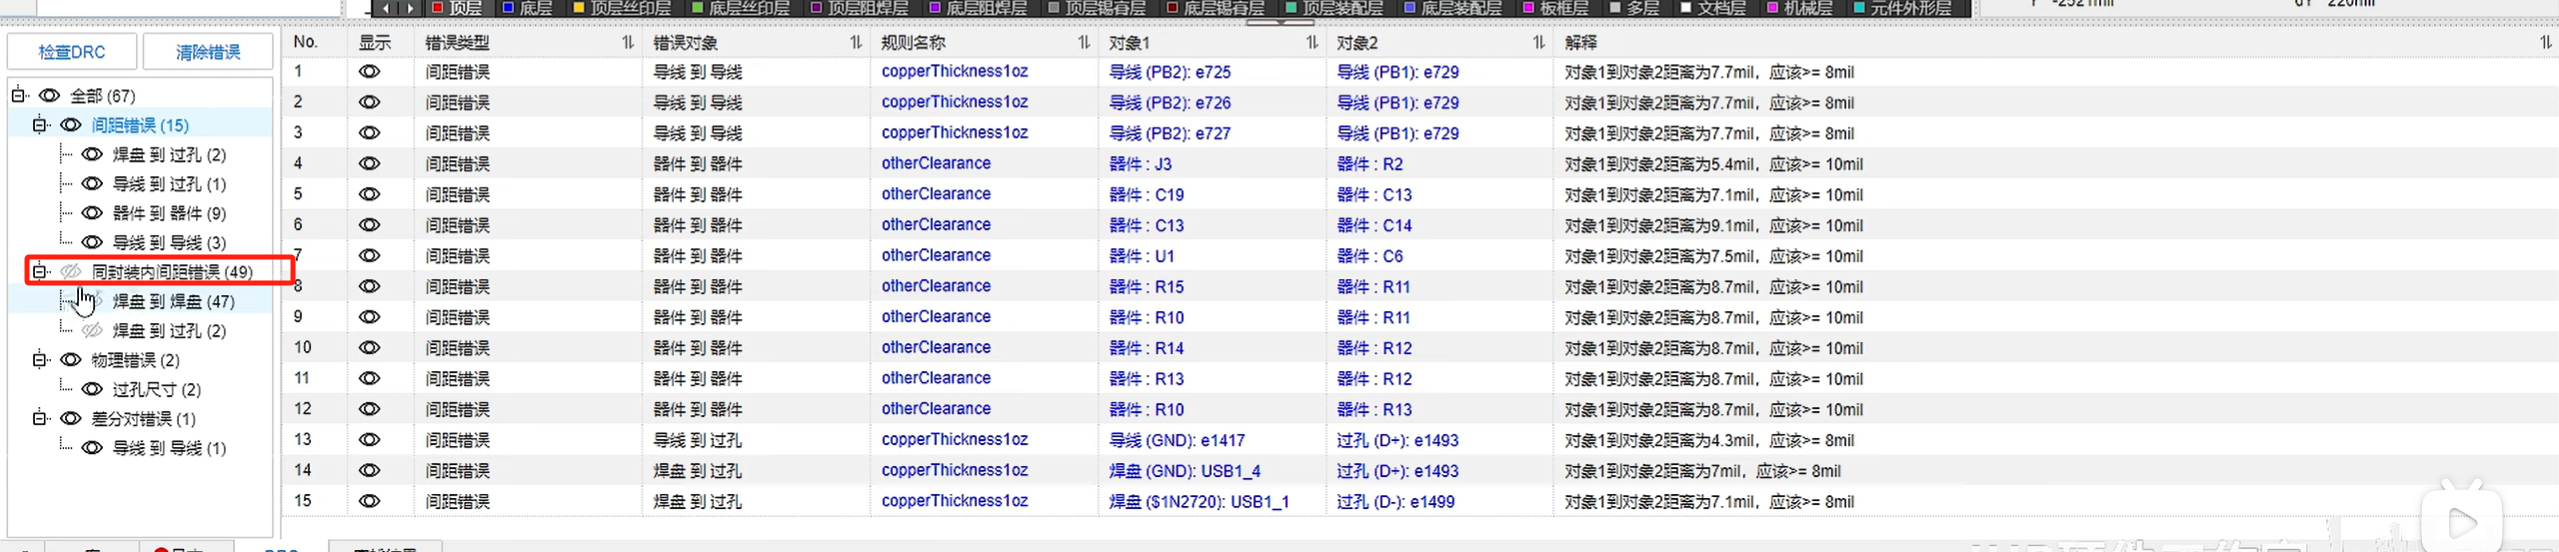 顶层 底层 顶层丝印层 底层丝印层 顶层阻焊层 底层阻焊层 顶层锡膏层 底层锡膏层 顶层装配层 底层装配层 板框层 多层 文档层 机械层 元件外形层
检查DRC 清除错误
全部 (67)
间距错误 (15)
焊盘 到 过孔 (2)
导线 到 过孔 (1)
器件 到 器件 (9)
导线 到 导线 (3)
同封装内间距错误 (49)
焊盘 到 焊盘 (47)
焊盘 到 过孔 (2)
物理错误 (2)
过孔尺寸 (2)
差分对错误 (1)
导线 到 导线 (1)
No. 显示 错误类型 错误对象 规则名称 对象1 对象2 解释
1 间距错误 导线 到 导线 copperThickness1oz 导线 (PB2): e725 导线 (PB1): e729 对象1到对象2距离为7.7mil, 应该>= 8mil
2 间距错误 导线 到 导线 copperThickness1oz 导线 (PB2): e726 导线 (PB1): e729 对象1到对象2距离为7.7mil, 应该>= 8mil
3 间距错误 导线 到 导线 copperThickness1oz 导线 (PB2): e727 导线 (PB1): e729 对象1到对象2距离为7.7mil, 应该>= 8mil
4 间距错误 器件 到 器件 otherClearance 器件 : J3 器件 : R2 对象1到对象2距离为5.4mil, 应该>= 10mil
5 间距错误 器件 到 器件 otherClearance 器件 : C19 器件 : C13 对象1到对象2距离为7.1mil, 应该>= 10mil
6 间距错误 器件 到 器件 otherClearance 器件 : C13 器件 : C14 对象1到对象2距离为9.1mil, 应该>= 10mil
7 间距错误 器件 到 器件 otherClearance 器件 : U1 器件 : C6 对象1到对象2距离为7.5mil, 应该>= 10mil
8 间距错误 器件 到 器件 otherClearance 器件 : R15 器件 : R11 对象1到对象2距离为8.7mil, 应该>= 10mil
9 间距错误 器件 到 器件 otherClearance 器件 : R10 器件 : R11 对象1到对象2距离为8.7mil, 应该>= 10mil
10 间距错误 器件 到 器件 otherClearance 器件 : R14 器件 : R12 对象1到对象2距离为8.7mil, 应该>= 10mil
11 间距错误 器件 到 器件 otherClearance 器件 : R13 器件 : R12 对象1到对象2距离为8.7mil, 应该>= 10mil
12 间距错误 器件 到 器件 otherClearance 器件 : R10 器件 : R13 对象1到对象2距离为8.7mil, 应该>= 10mil
13 间距错误 导线 到 过孔 copperThickness1oz 导线 (GND): e1417 过孔 (D+): e1493 对象1到对象2距离为4.3mil, 应该>= 8mil
14 间距错误 焊盘 到 过孔 copperThickness1oz 焊盘 (GND): USB1_4 过孔 (D+): e1493 对象1到对象2距离为7mil, 应该>= 8mil
15 间距错误 焊盘 到 过孔 copperThickness1oz 焊盘 ($1N2720): USB1_1 过孔 (D-): e1499 对象1到对象2距离为7.1mil, 应该>= 8mil